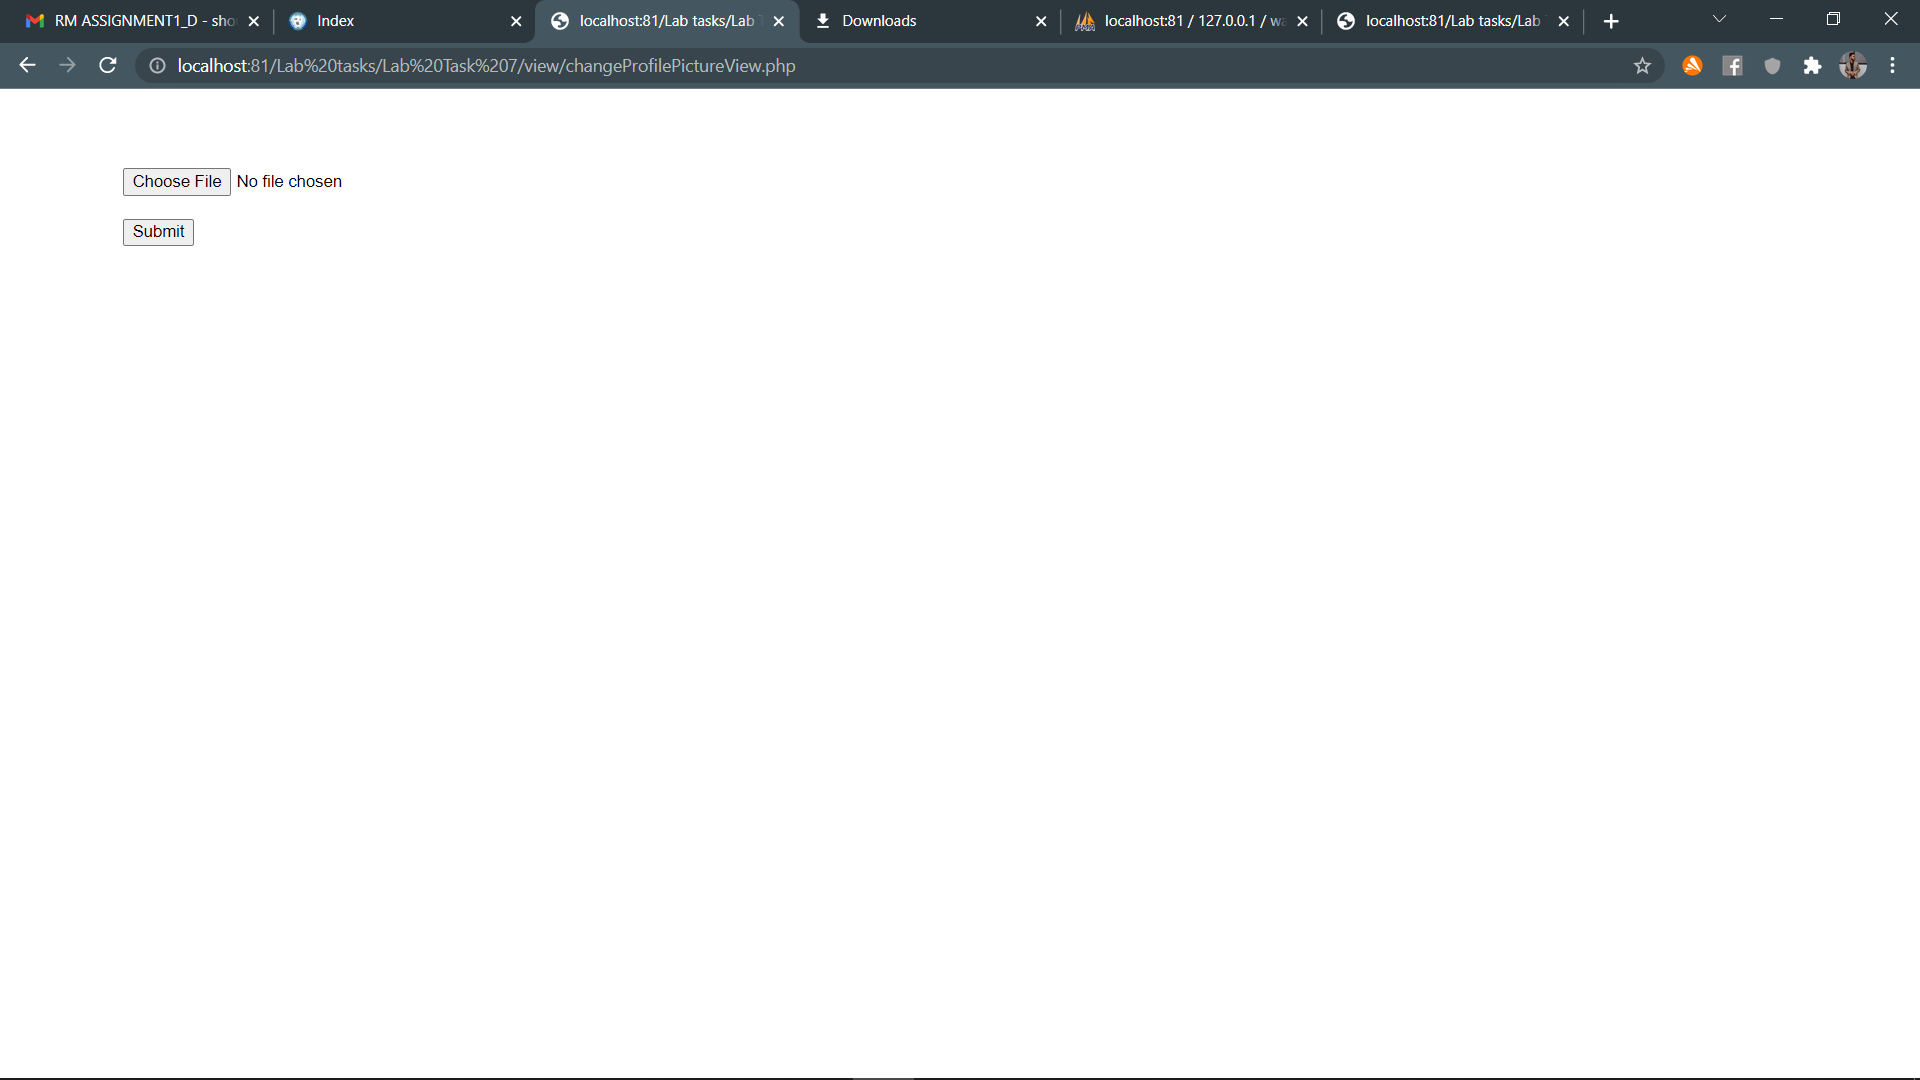 RM ASSIGNMENT1_D - sho
Index
localhost:81/Lab tasks/Lab T
Downloads
localhost:81 / 127.0.0.1 / wa
localhost:81/Lab tasks/Lab T
localhost:81/Lab%20tasks/Lab%20Task%207/view/changeProfilePictureView.php
Choose File No file chosen
Submit